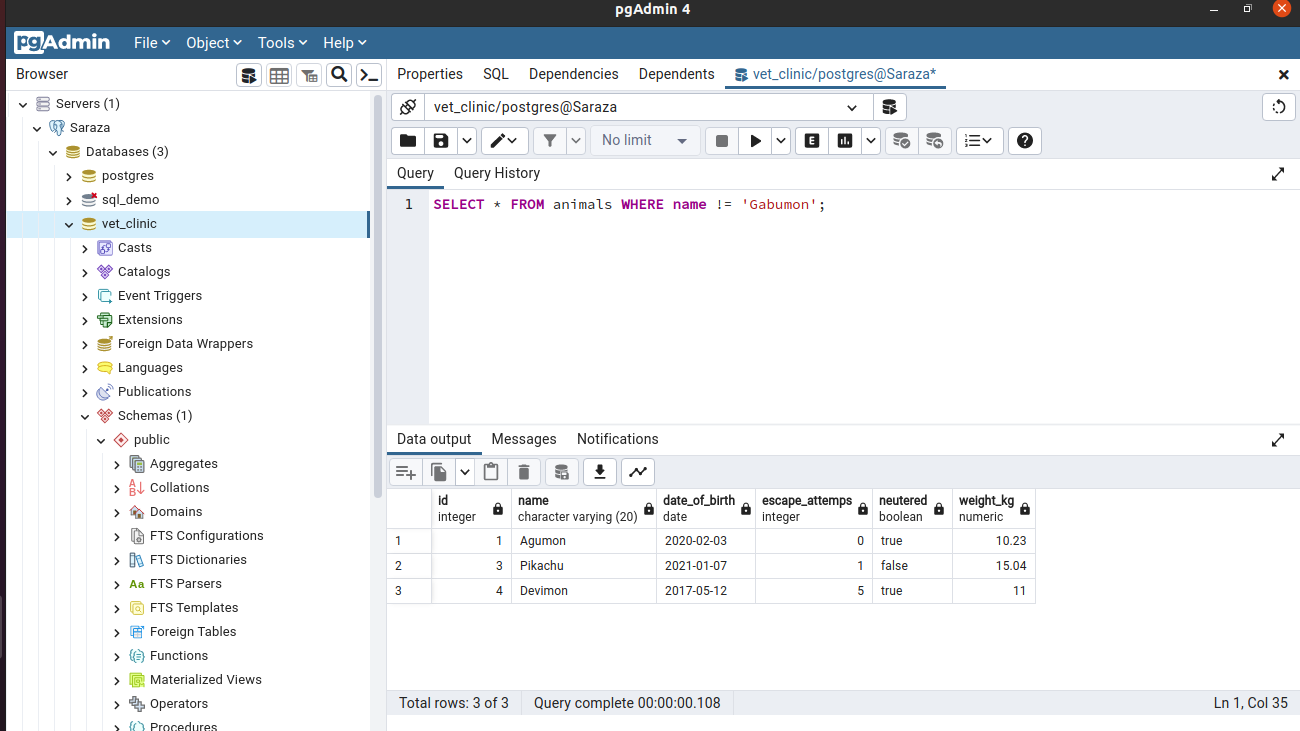 pgAdmin 4
pgAdmin File Object Tools Help
Browser
Properties SQL Dependencies Dependents vet_clinic/postgres@Saraza*
Servers (1)
Saraza
Databases (3)
postgres
sql_demo
vet_clinic
Casts
Catalogs
Event Triggers
Extensions
Foreign Data Wrappers
Languages
Publications
Schemas (1)
public
Aggregates
Collations
Domains
FTS Configurations
FTS Dictionaries
Aa FTS Parsers
FTS Templates
Foreign Tables
Functions
Materialized Views
Operators
Procedures
vet_clinic/postgres@Saraza
No limit E
Query Query History
1 SELECT * FROM animals WHERE name != 'Gabumon';
Data output Messages Notifications
id name date_of_birth escape_attemps neutered weight_kg
integer character varying (20) date integer boolean numeric
1 1 Agumon 2020-02-03 0 true 10.23
2 3 Pikachu 2021-01-07 1 false 15.04
3 4 Devimon 2017-05-12 5 true 11
Total rows: 3 of 3 Query complete 00:00:00.108 Ln 1, Col 35